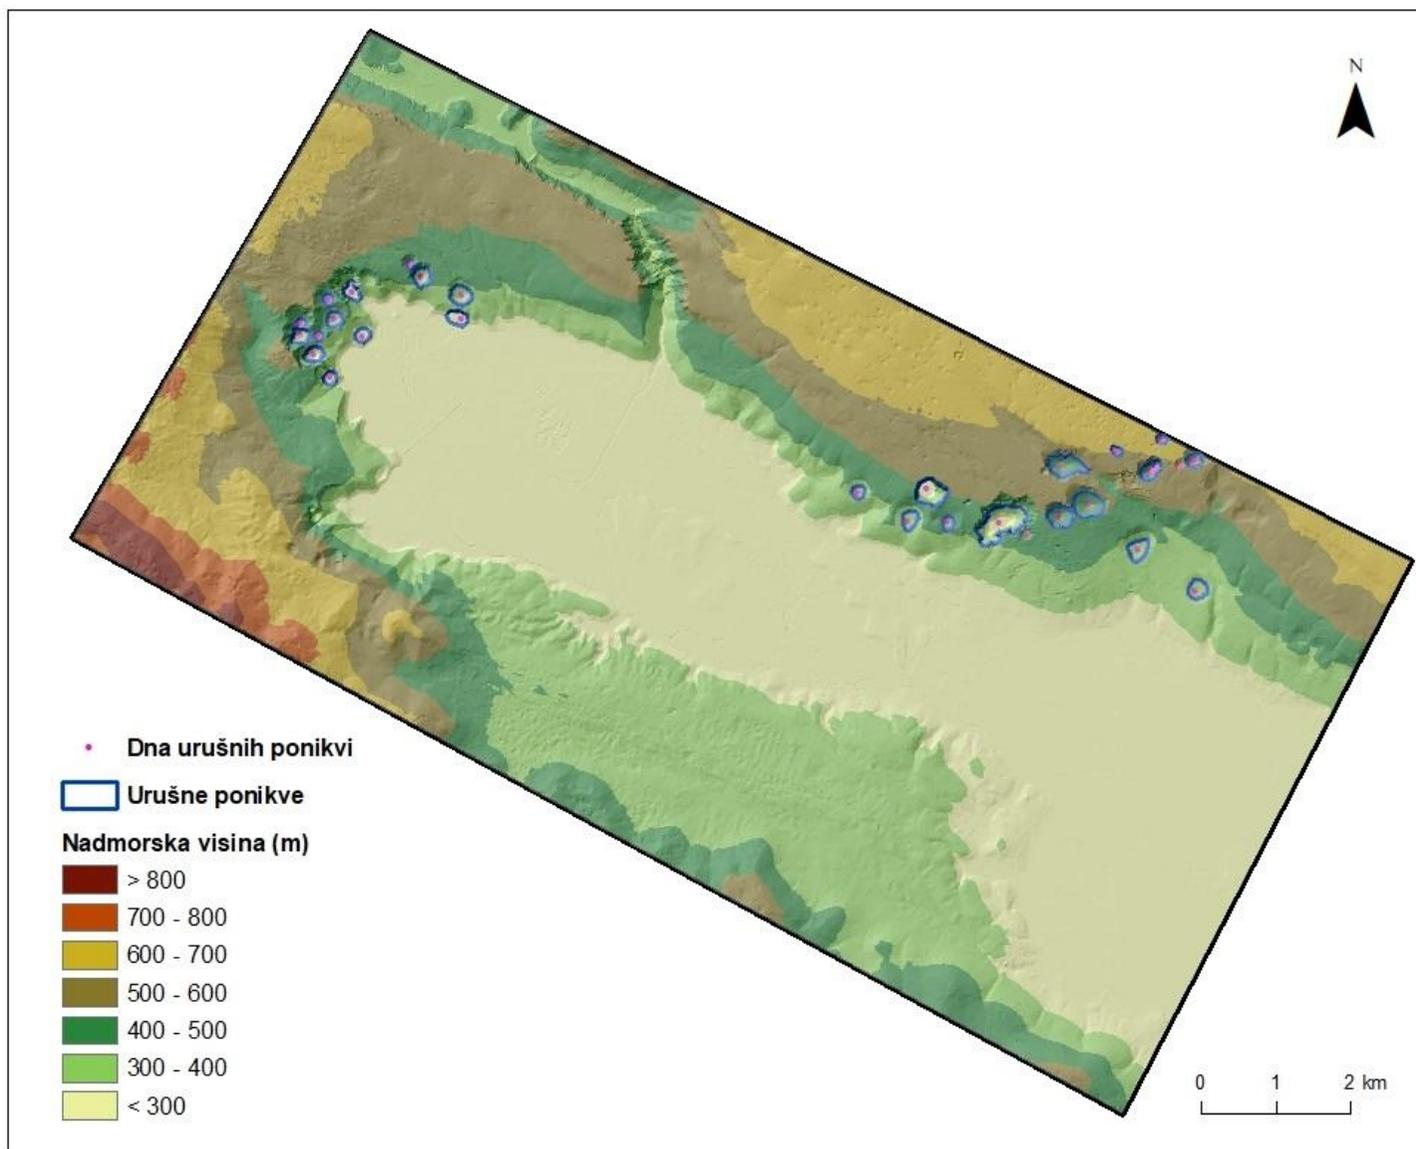 N
Dna urušnih ponikvi
Urušne ponikve
Nadmorska visina (m)
> 800
700 - 800
600 - 700
500 - 600
400 - 500
300 - 400
< 300
0 1 2 km